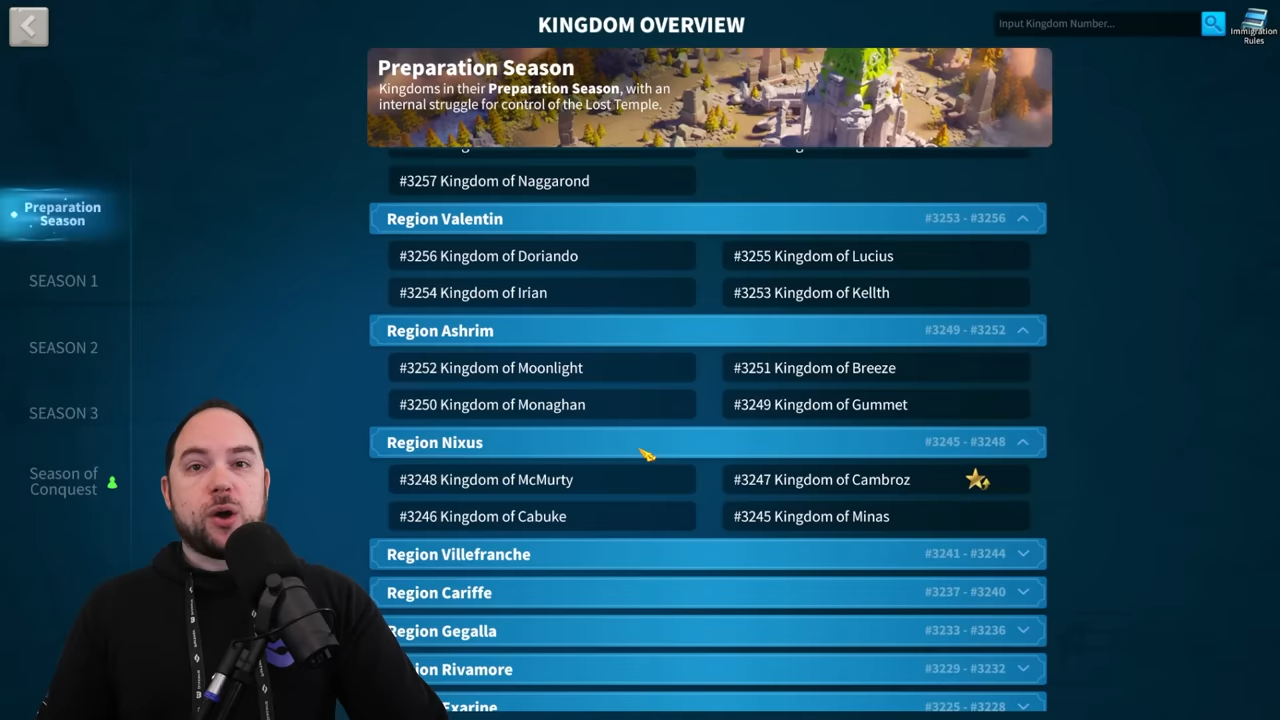 KINGDOM OVERVIEW
Input Kingdom Number...
Immigration
Rules
Preparation Season
Kingdoms in their Preparation Season, with an
internal struggle for control of the Lost Temple.
Preparation
Season
SEASON 1
SEASON 2
SEASON 3
Season of
Conquest
#3257 Kingdom of Naggarond
Region Valentin #3253 - #3256
#3256 Kingdom of Doriando #3255 Kingdom of Lucius
#3254 Kingdom of Irian #3253 Kingdom of Kellth
Region Ashrim #3249 - #3252
#3252 Kingdom of Moonlight #3251 Kingdom of Breeze
#3250 Kingdom of Monaghan #3249 Kingdom of Gummet
Region Nixus #3245 - #3248
#3248 Kingdom of McMurty #3247 Kingdom of Cambroz
#3246 Kingdom of Cabuke #3245 Kingdom of Minas
Region Villefranche #3241 - #3244
Region Cariffe #3237 - #3240
Region Gegalla #3233 - #3236
ion Rivamore #3229 - #3232
Exarine #3225 - #3228